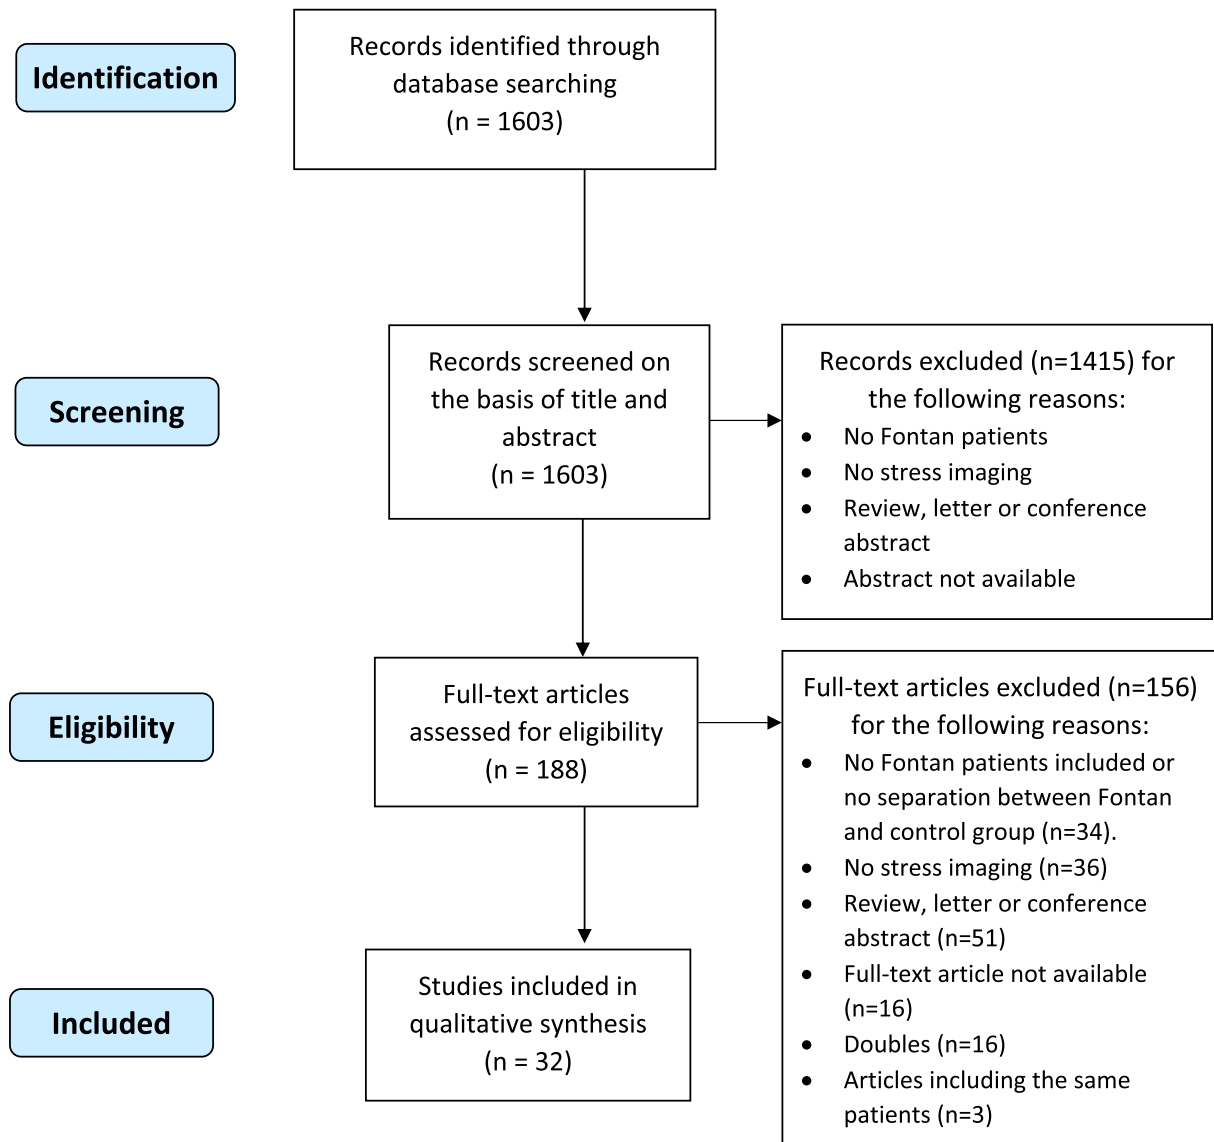 Identification
Records identified through
database searching
(n = 1603)
Screening
Records screened on
the basis of title and
abstract
(n = 1603)
Records excluded (n=1415) for
the following reasons:
• No Fontan patients
• No stress imaging
• Review, letter or conference
abstract
• Abstract not available
Eligibility
Full-text articles
assessed for eligibility
(n = 188)
Full-text articles excluded (n=156)
for the following reasons:
• No Fontan patients included or
no separation between Fontan
and control group (n=34).
• No stress imaging (n=36)
• Review, letter or conference
abstract (n=51)
• Full-text article not available
(n=16)
• Doubles (n=16)
• Articles including the same
patients (n=3)
Included
Studies included in
qualitative synthesis
(n = 32)